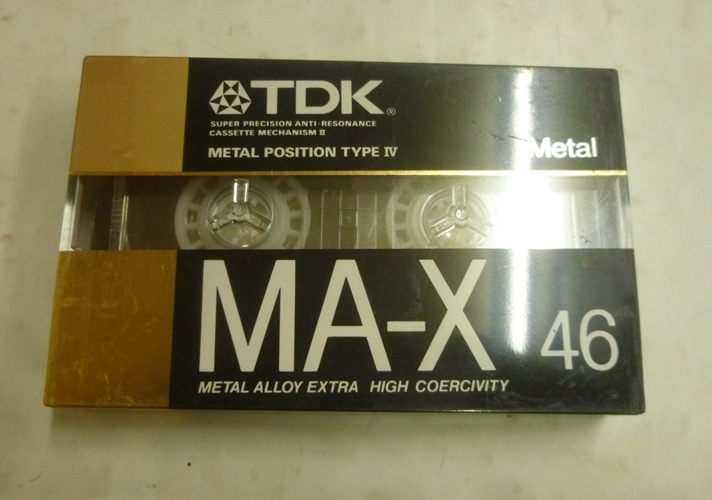 TDK®
SUPER PRECISION ANTI-RESONANCE
CASSETTE MECHANISM II
METAL POSITION TYPE IV
Metal
MA-X 46
METAL ALLOY EXTRA HIGH COERCIVITY